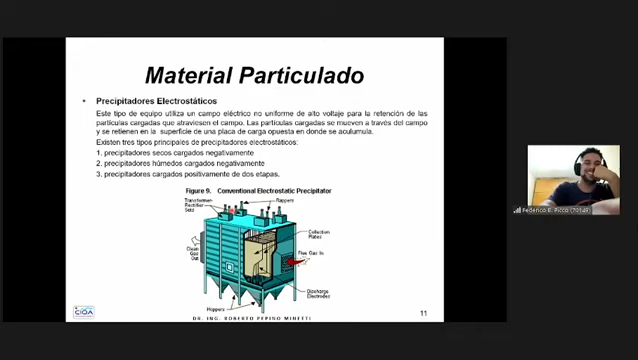 Material Particulado
• Precipitadores Electrostáticos
Este tipo de equipo utiliza un campo eléctrico no uniforme de alto voltaje para la retención de las
partículas cargadas que atraviesen el campo. Las partículas cargadas se mueven a través del campo
y se retienen en la superficie de una placa de carga opuesta en donde se acualmula.
Existen tres tipos principales de precipitadores electrostáticos:
1. precipitadores secos cargados negativamente
2. precipitadores húmedos cargados negativamente
3. precipitadores cargados positivamente de dos etapas.
Figure 9. Conventional Electrostatic Precipitator
Transformer-
Rectifier
Sets
Rappers
Collection
Plates
Clean
Gas
Out
Flue Gas In
Discharge
Electrodes
Hoppers
CIQA
DR. ING. ROBERTO PEPINO MINETTI
11
Federico E. Picco (70149)